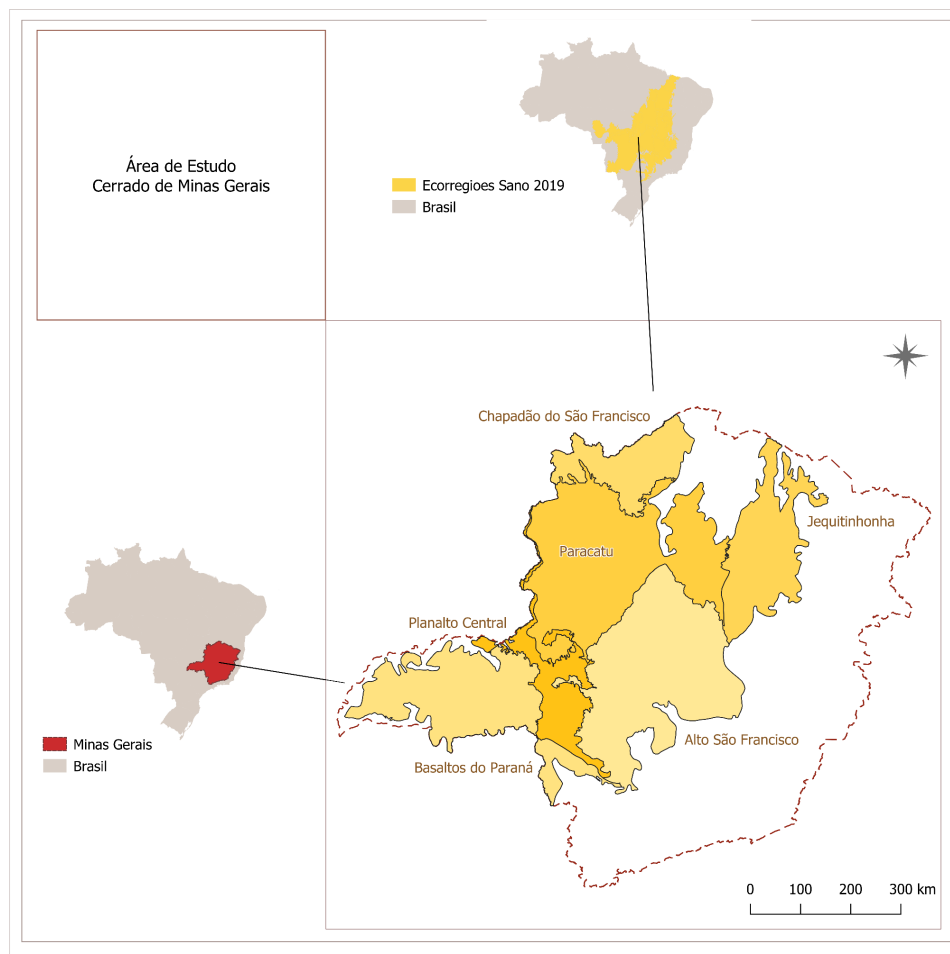 Área de Estudo
Cerrado de Minas Gerais
Ecorregioes Sano 2019
Brasil
Chapadão do São Francisco
Jequitinhonha
Paracatu
Planalto Central
Alto São Francisco
Basaltos do Paraná
Minas Gerais
Brasil
0 100 200 300 km